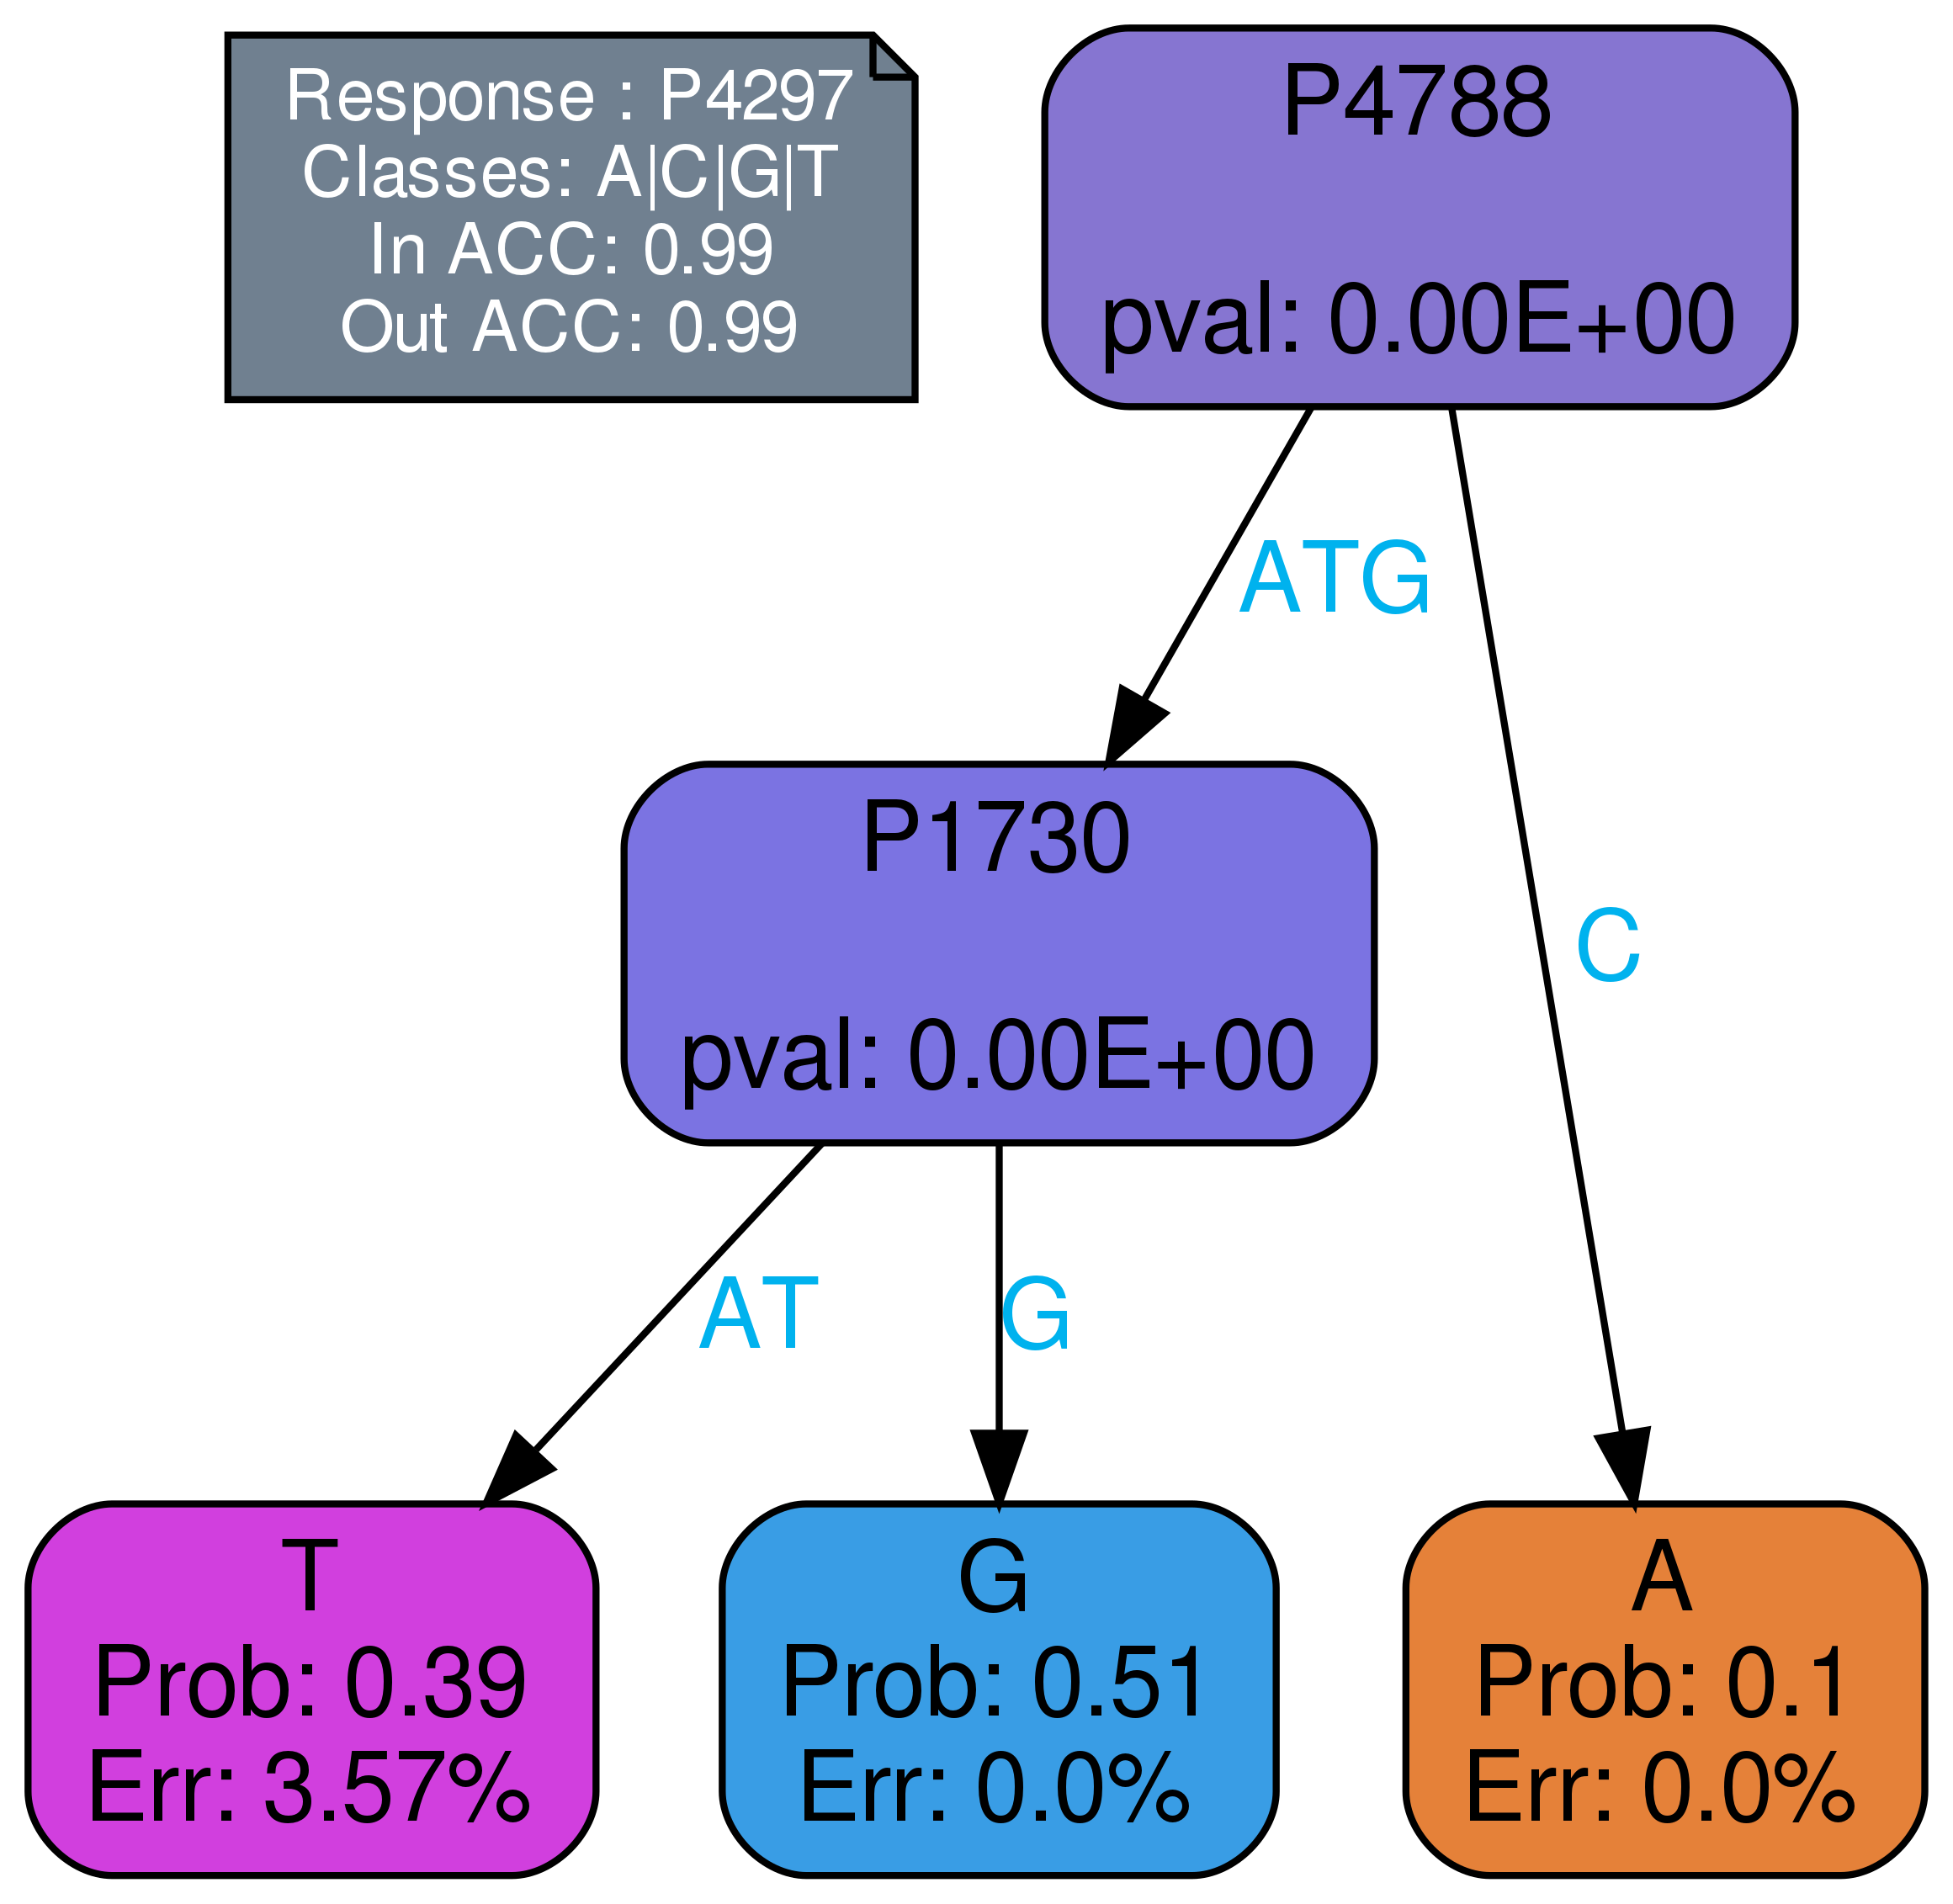 Response : P4297
Classes: A|C|G|T
In ACC: 0.99
Out ACC: 0.99
P4788
pval: 0.00E+00
ATG
P1730
pval: 0.00E+00
C
AT
G
T
Prob: 0.39
Err: 3.57%
G
Prob: 0.51
Err: 0.0%
A
Prob: 0.1
Err: 0.0%